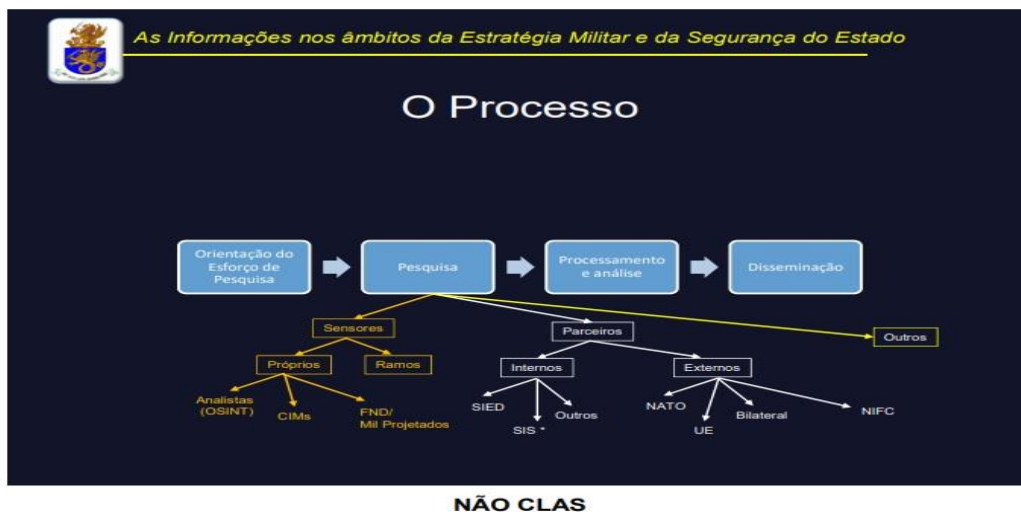 As Informações nos âmbitos da Estratégia Militar e da Segurança do Estado
O Processo
Orientação do
Esforço de
Pesquisa
Pesquisa
Processamento
e análise
Disseminação
Sensores
Parceiros
Outros
Próprios
Ramos
Internos
Externos
Analistas
(OSINT)
CIMs
FND/
Mil Projetados
SIED
SIS *
Outros
NATO
UE
Bilateral
NIFC
NÃO CLAS